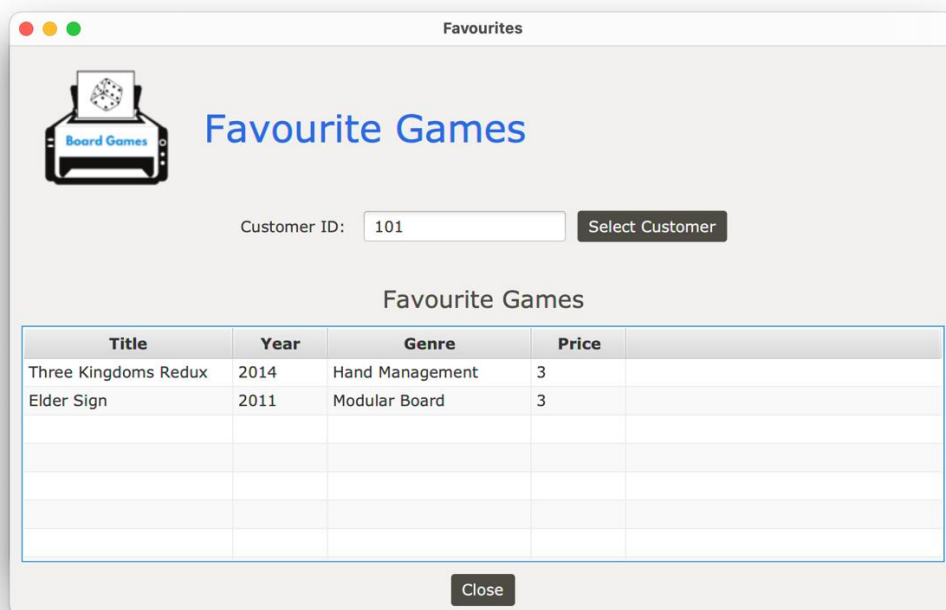 Favourites
Board Games
Favourite Games
Customer ID: 101 Select Customer
Favourite Games
Title Year Genre Price
Three Kingdoms Redux 2014 Hand Management 3
Elder Sign 2011 Modular Board 3
Close